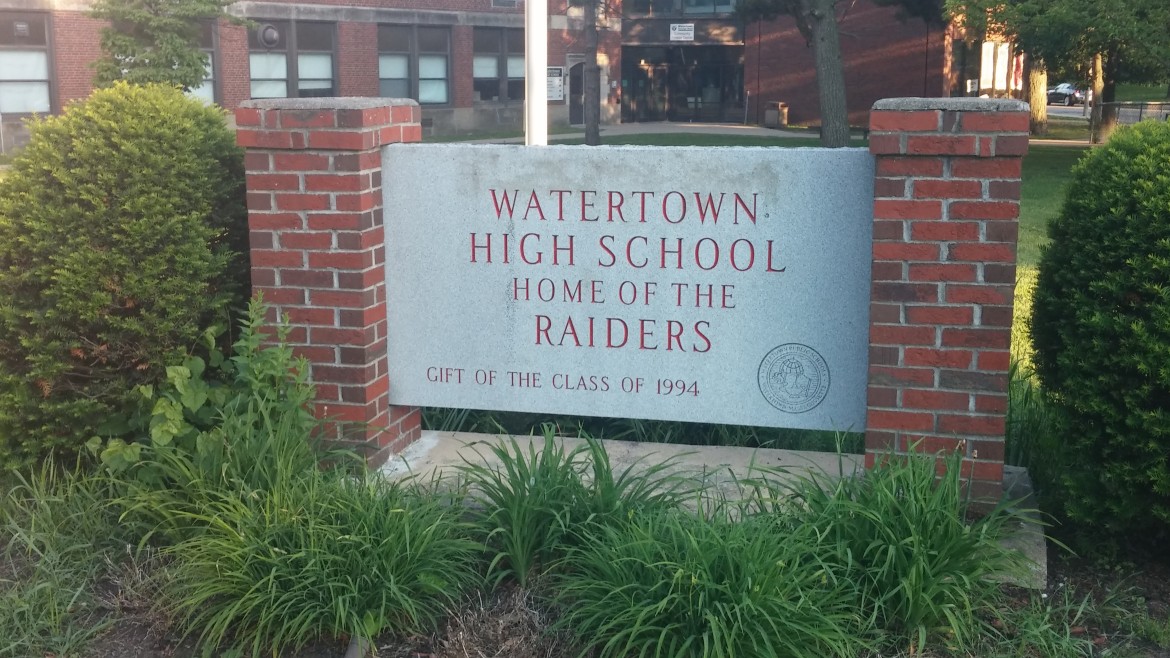 WATERTOWN
HIGH SCHOOL
HOME OF THE
RAIDERS
GIFT OF THE CLASS OF 1994